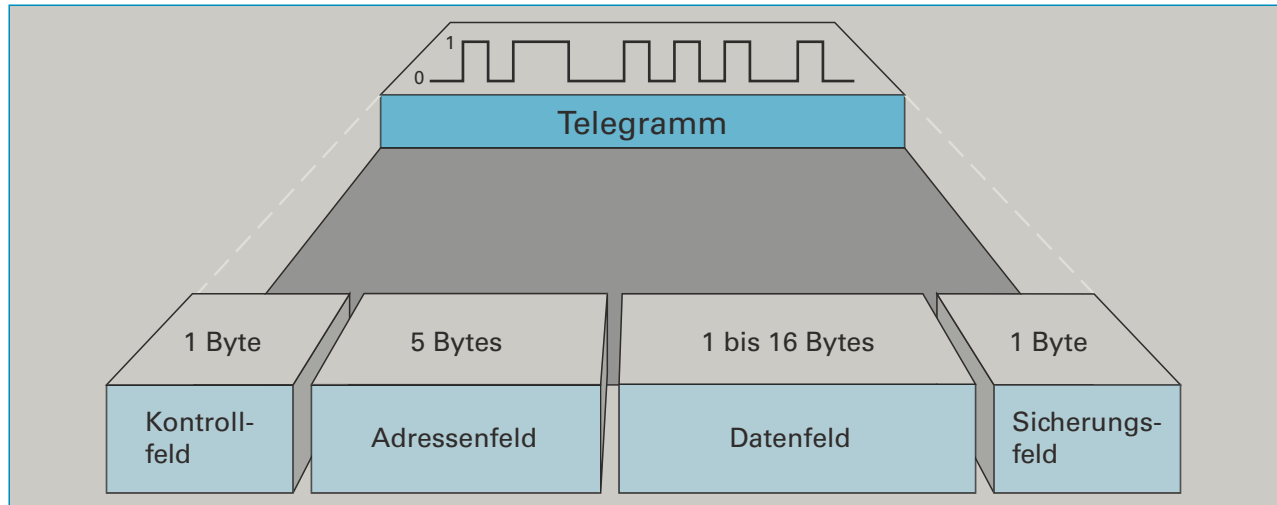 1
0
Telegramm
1 Byte
5 Bytes
1 bis 16 Bytes
1 Byte
Kontroll-
feld
Adressenfeld
Datenfeld
Sicherungs-
feld